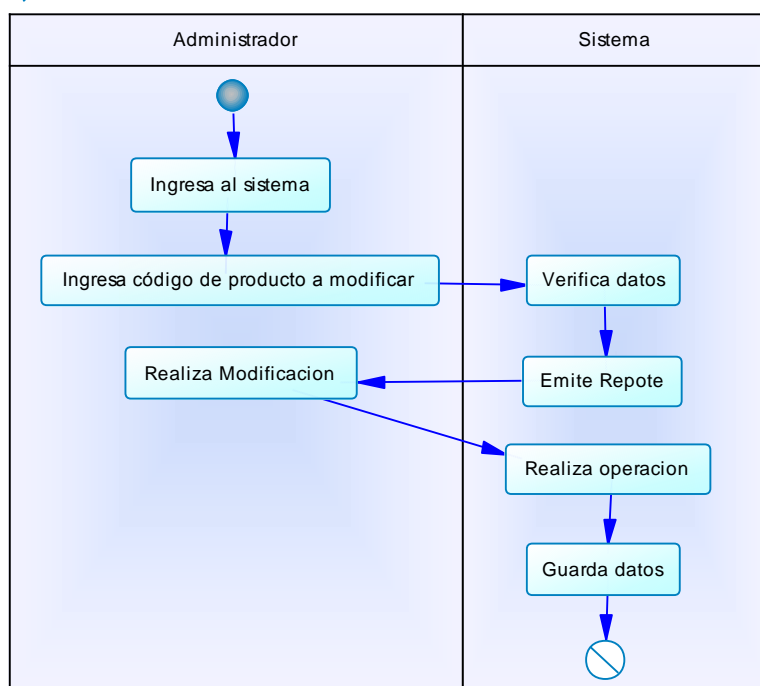 Administrador
Sistema
Ingresa al sistema
Ingresa código de producto a modificar
Verifica datos
Realiza Modificacion
Emite Repote
Realiza operacion
Guarda datos